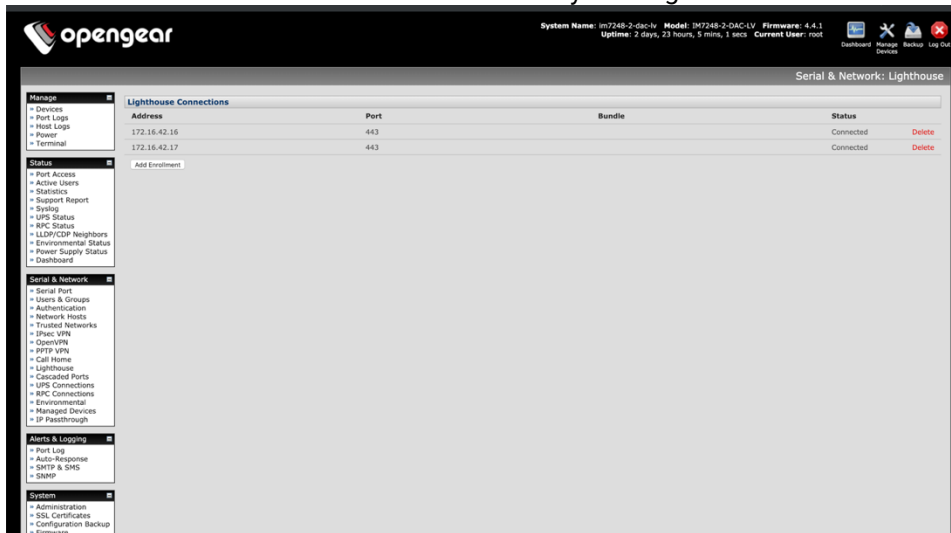 opengear
System Name: im7248-2-dac-lv Model: IM7248-2-DAC-LV Firmware: 4.4.1
Uptime: 2 days, 23 hours, 5 mins, 1 secs Current User: root
Dashboard
Manage Devices
Backup
Log Out
Serial & Network: Lighthouse
Manage
Devices
Port Logs
Host Logs
Power
Terminal
Status
Port Access
Active Users
Statistics
Support Report
Syslog
UPS Status
RPC Status
LLDP/CDP Neighbors
Environmental Status
Power Supply Status
Dashboard
Serial & Network
Serial Port
Users & Groups
Authentication
Network Hosts
Trusted Networks
IPsec VPN
OpenVPN
PPTP VPN
Call Home
Lighthouse
Cascaded Ports
UPS Connections
RPC Connections
Environmental
Managed Devices
IP Passthrough
Alerts & Logging
Port Log
Auto-Response
SMTP & SMS
SNMP
System
Administration
SSL Certificates
Configuration Backup
Firmware
Lighthouse Connections
Address Port Bundle Status
172.16.42.16 443 Connected Delete
172.16.42.17 443 Connected Delete
Add Enrollment